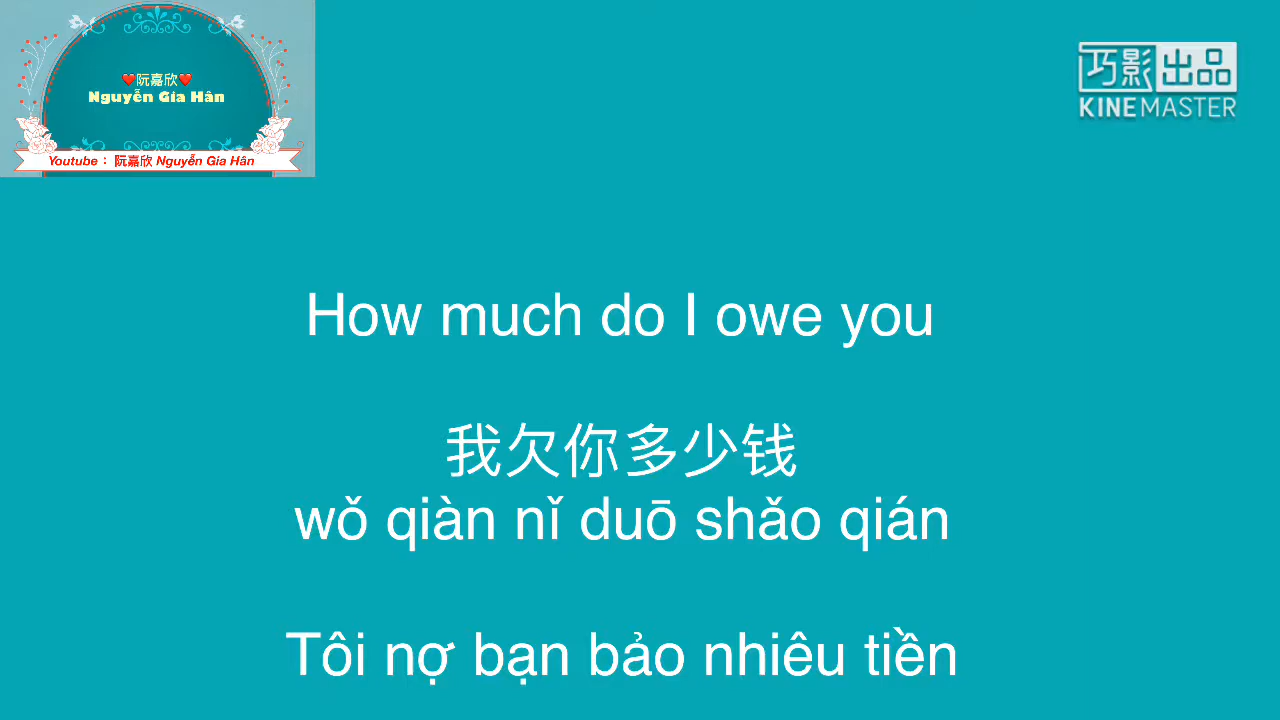 ❤️阮嘉欣❤️
Nguyễn Gia Hân
Youtube： 阮嘉欣 Nguyễn Gia Hân
巧影出品
KINEMASTER
How much do I owe you
我欠你多少钱
wǒ qiàn nǐ duō shǎo qián
Tôi nợ bạn bảo nhiêu tiền